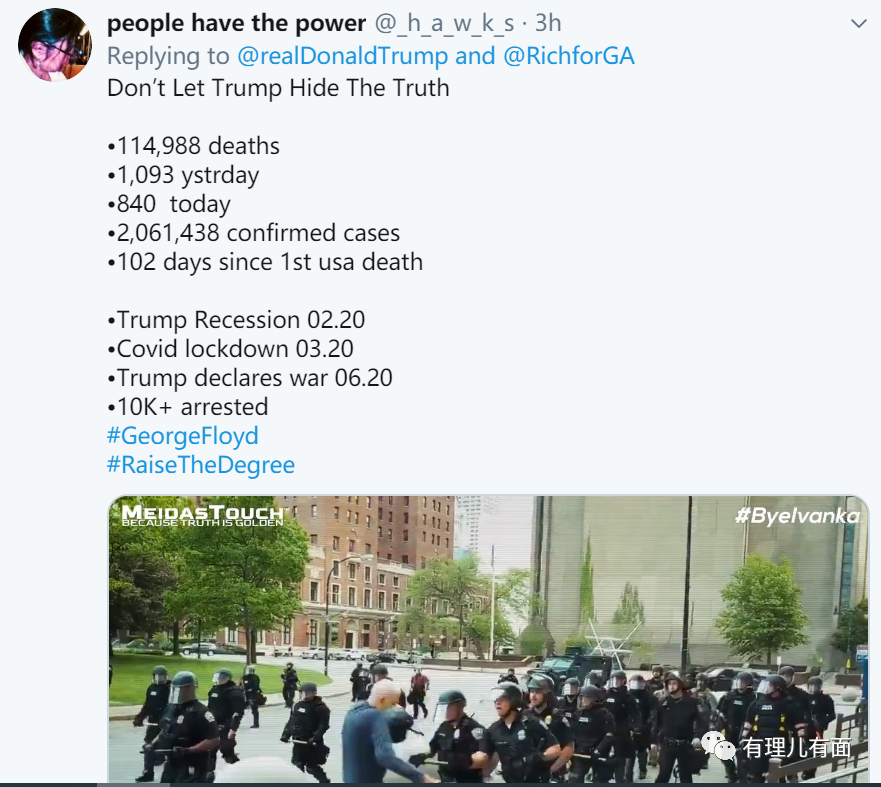 people have the power @_h_a_w_k_s · 3h
Replying to @realDonaldTrump and @RichforGA
Don’t Let Trump Hide The Truth
•114,988 deaths
•1,093 ystrday
•840 today
•2,061,438 confirmed cases
•102 days since 1st usa death
•Trump Recession 02.20
•Covid lockdown 03.20
•Trump declares war 06.20
•10K+ arrested
#GeorgeFloyd
#RaiseTheDegree
MEIDASTOUCH
BECAUSE TRUTH IS GOLDEN
#ByeIvanka
有理儿有面